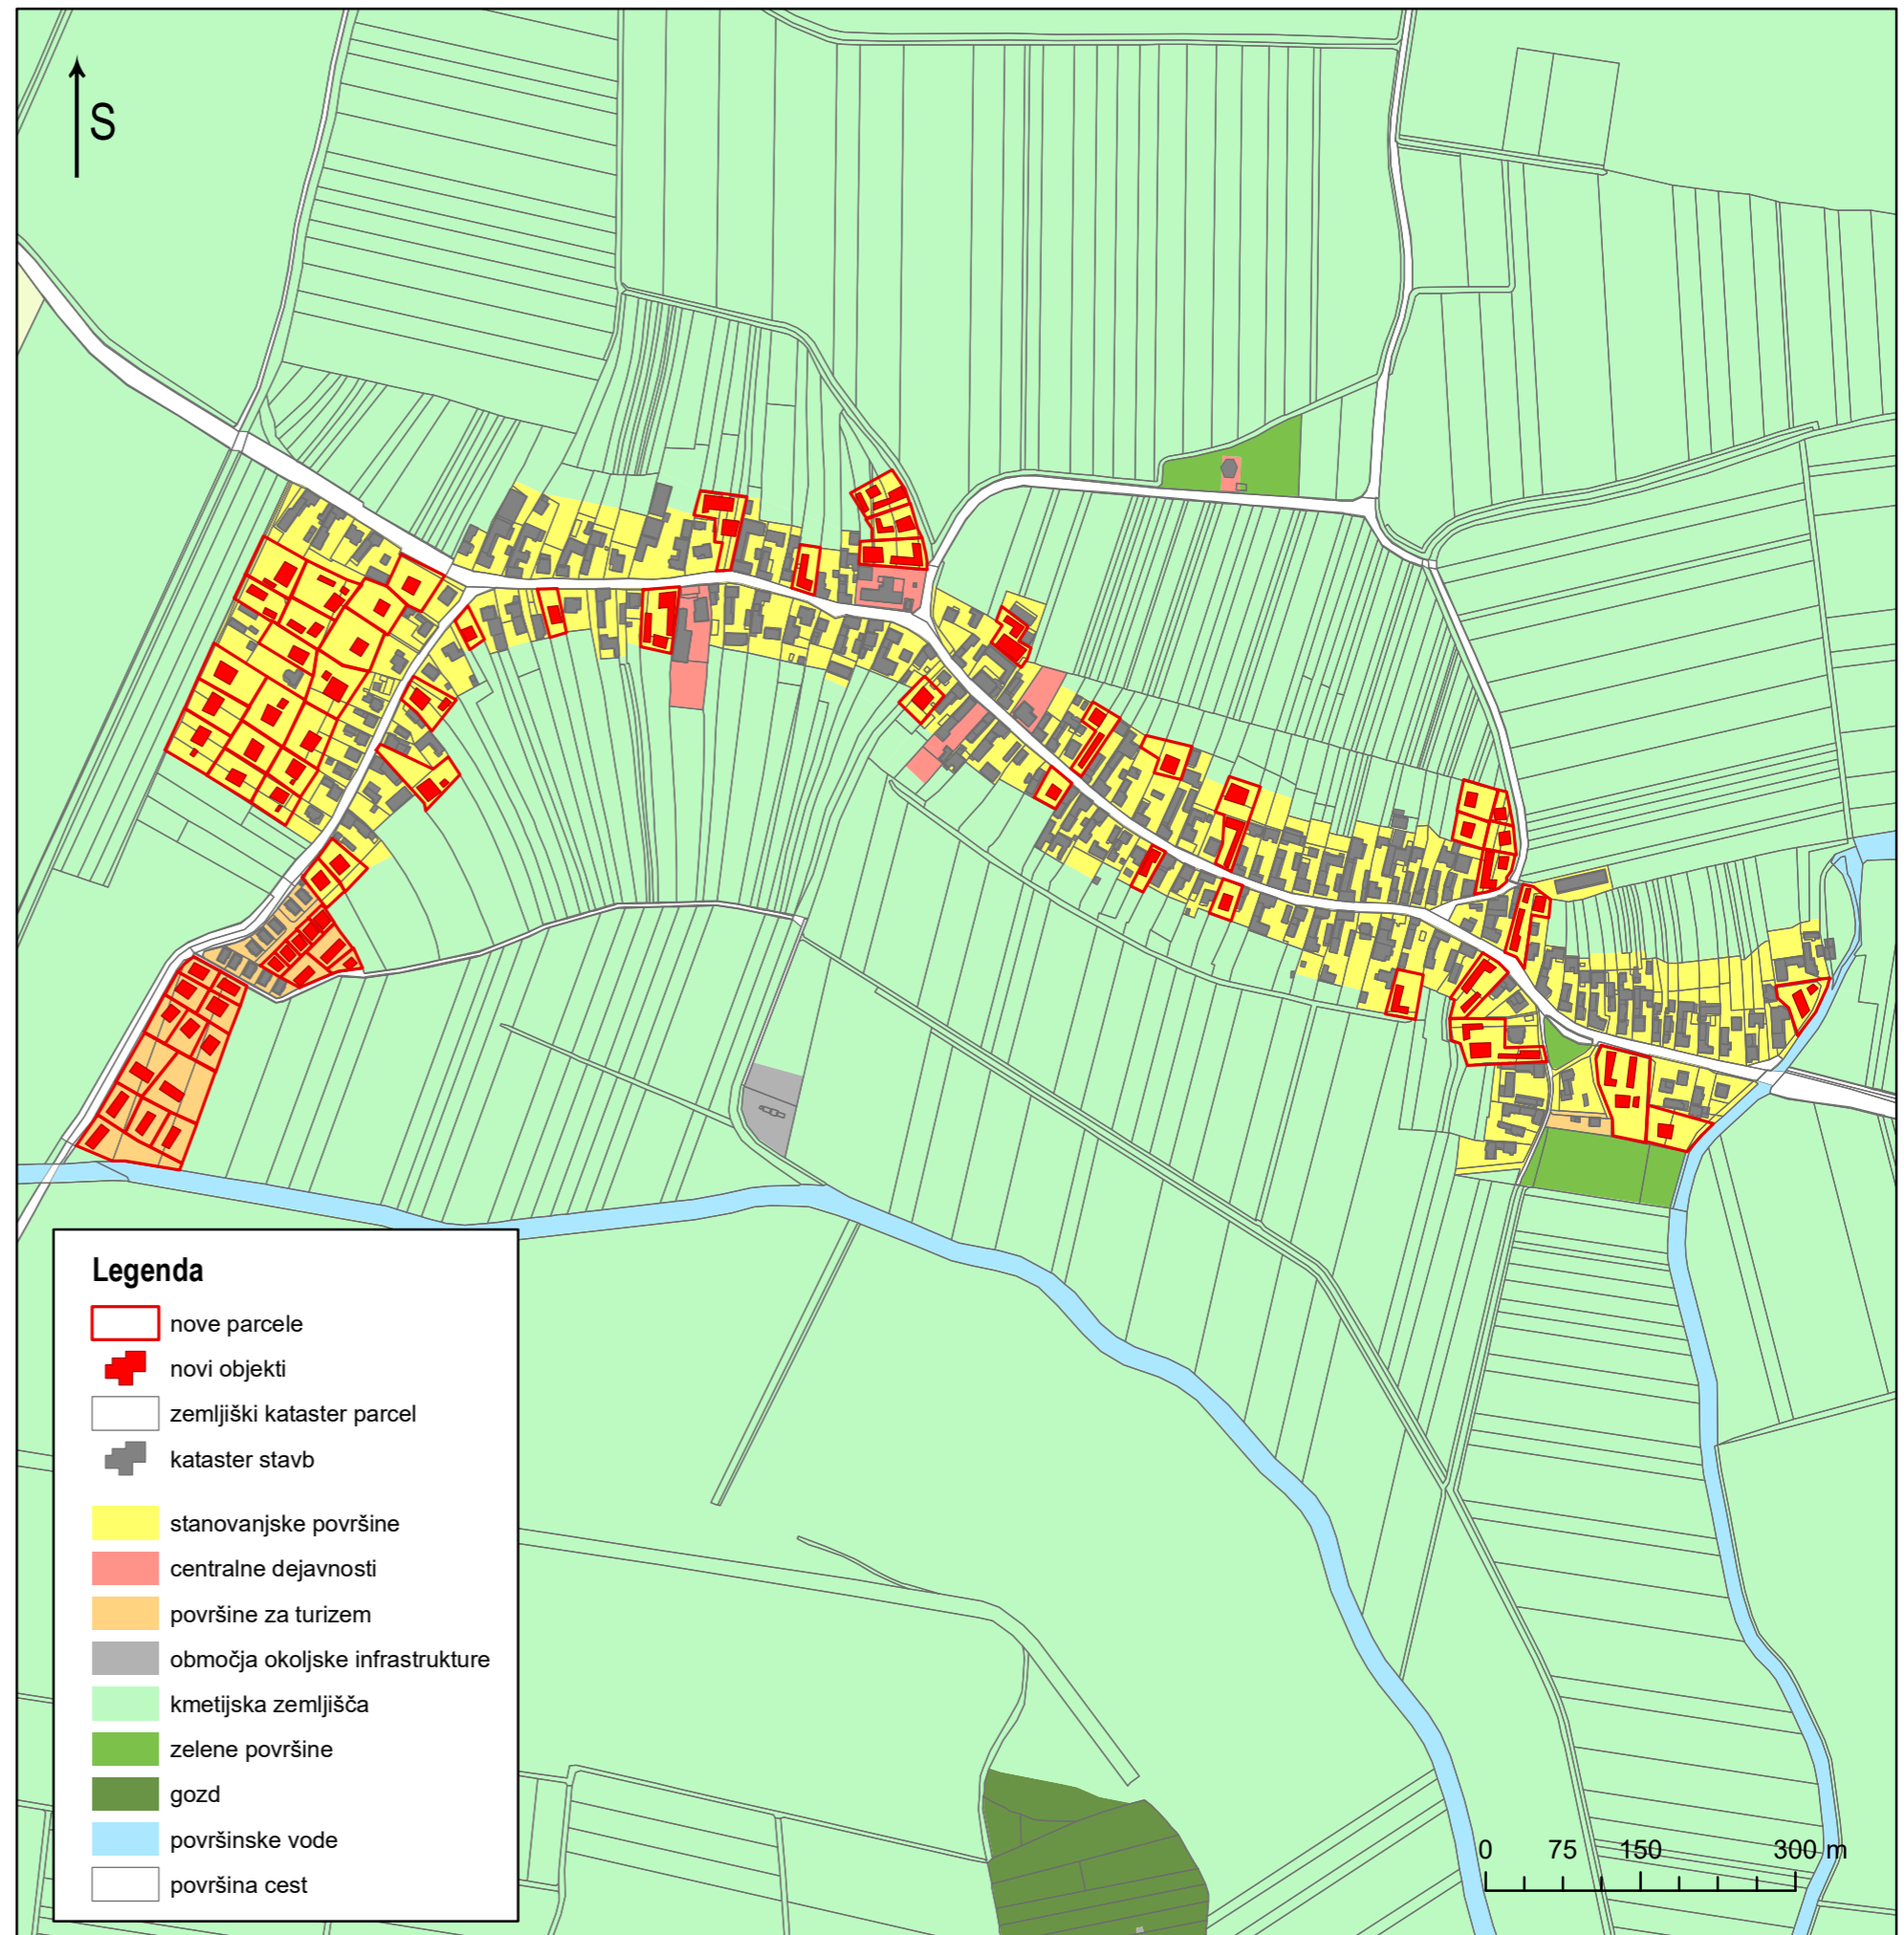 S
Legenda
nove parcele
novi objekti
zemljiški kataster parcel
kataster stavb
stanovanjske površine
centralne dejavnosti
površine za turizem
območja okoljske infrastrukture
kmetijska zemljišča
zelene površine
gozd
površinske vode
površina cest
0 75 150 300 m